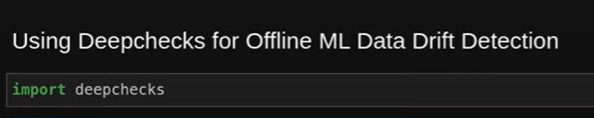 Using Deepchecks for Offline ML Data Drift Detection
import deepchecks